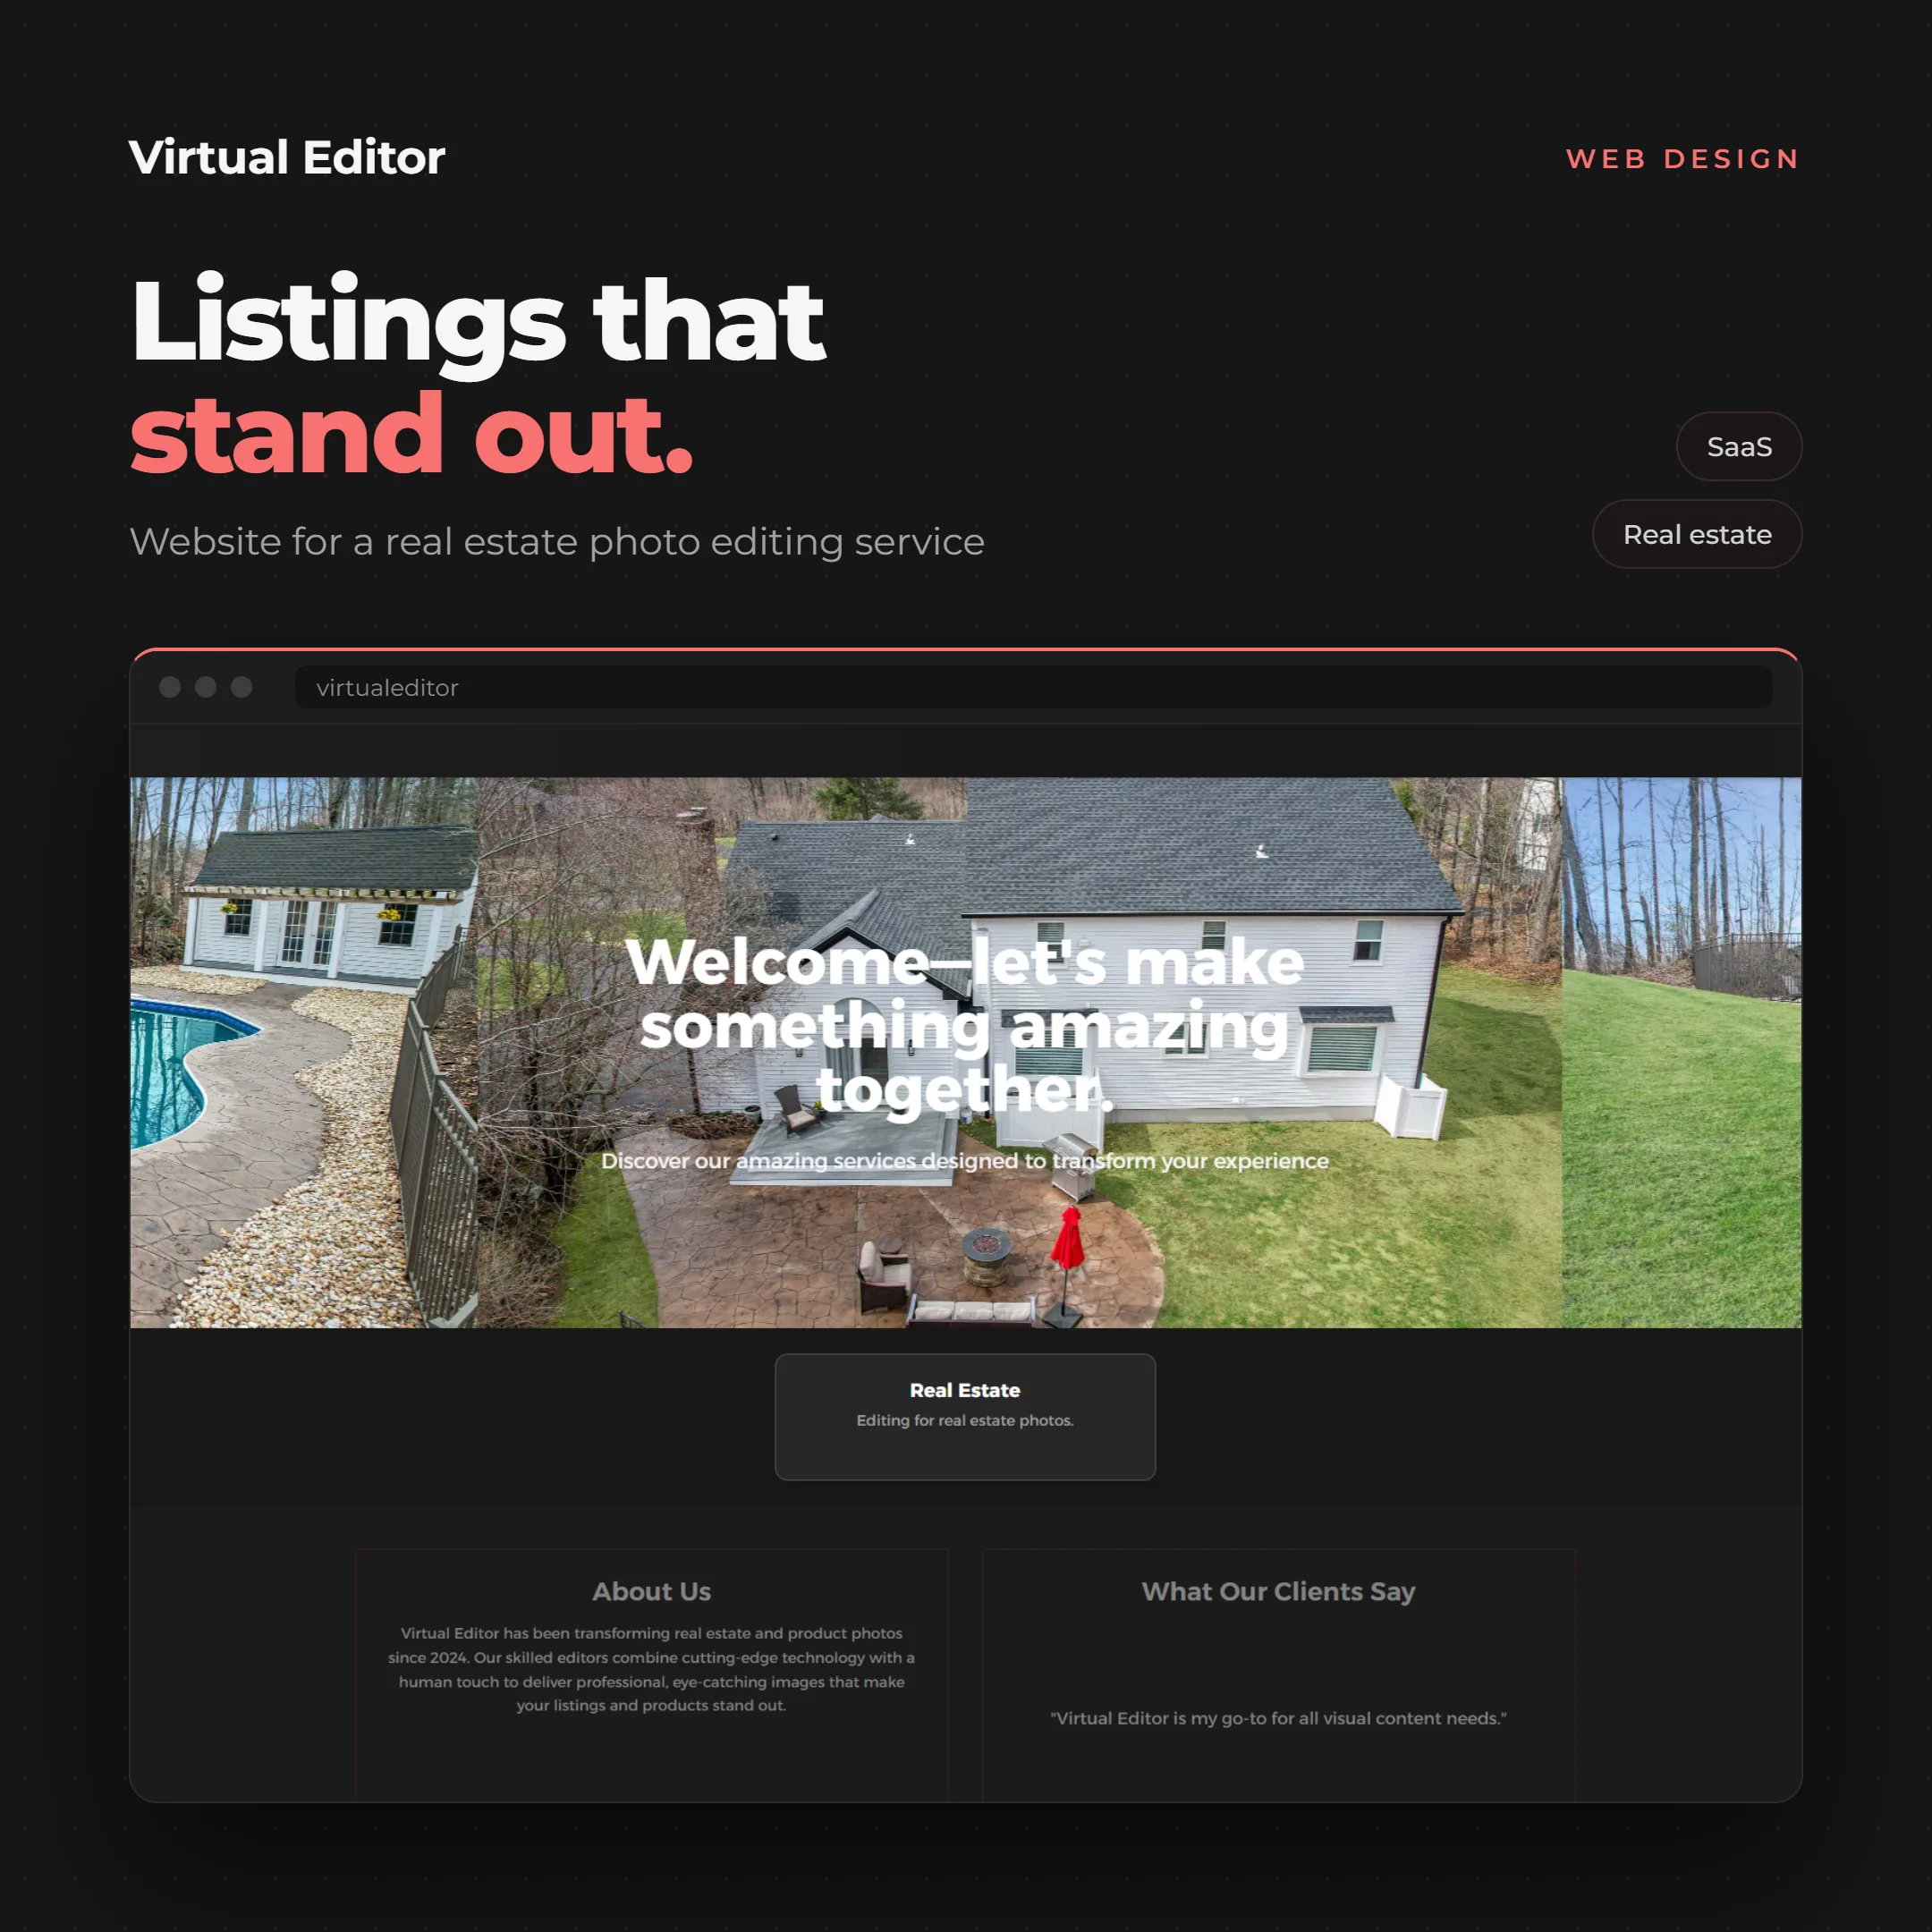 Virtual Editor
WEB DESIGN
Listings that
stand out.
Website for a real estate photo editing service
SaaS
Real estate
virtualeditor
Welcome—let's make
something amazing
together.
Discover our amazing services designed to transform your experience
Real Estate
Editing for real estate photos.
About Us
Virtual Editor has been transforming real estate and product photos
since 2024. Our skilled editors combine cutting-edge technology with a
human touch to deliver professional, eye-catching images that make
your listings and products stand out.
What Our Clients Say
"Virtual Editor is my go-to for all visual content needs."